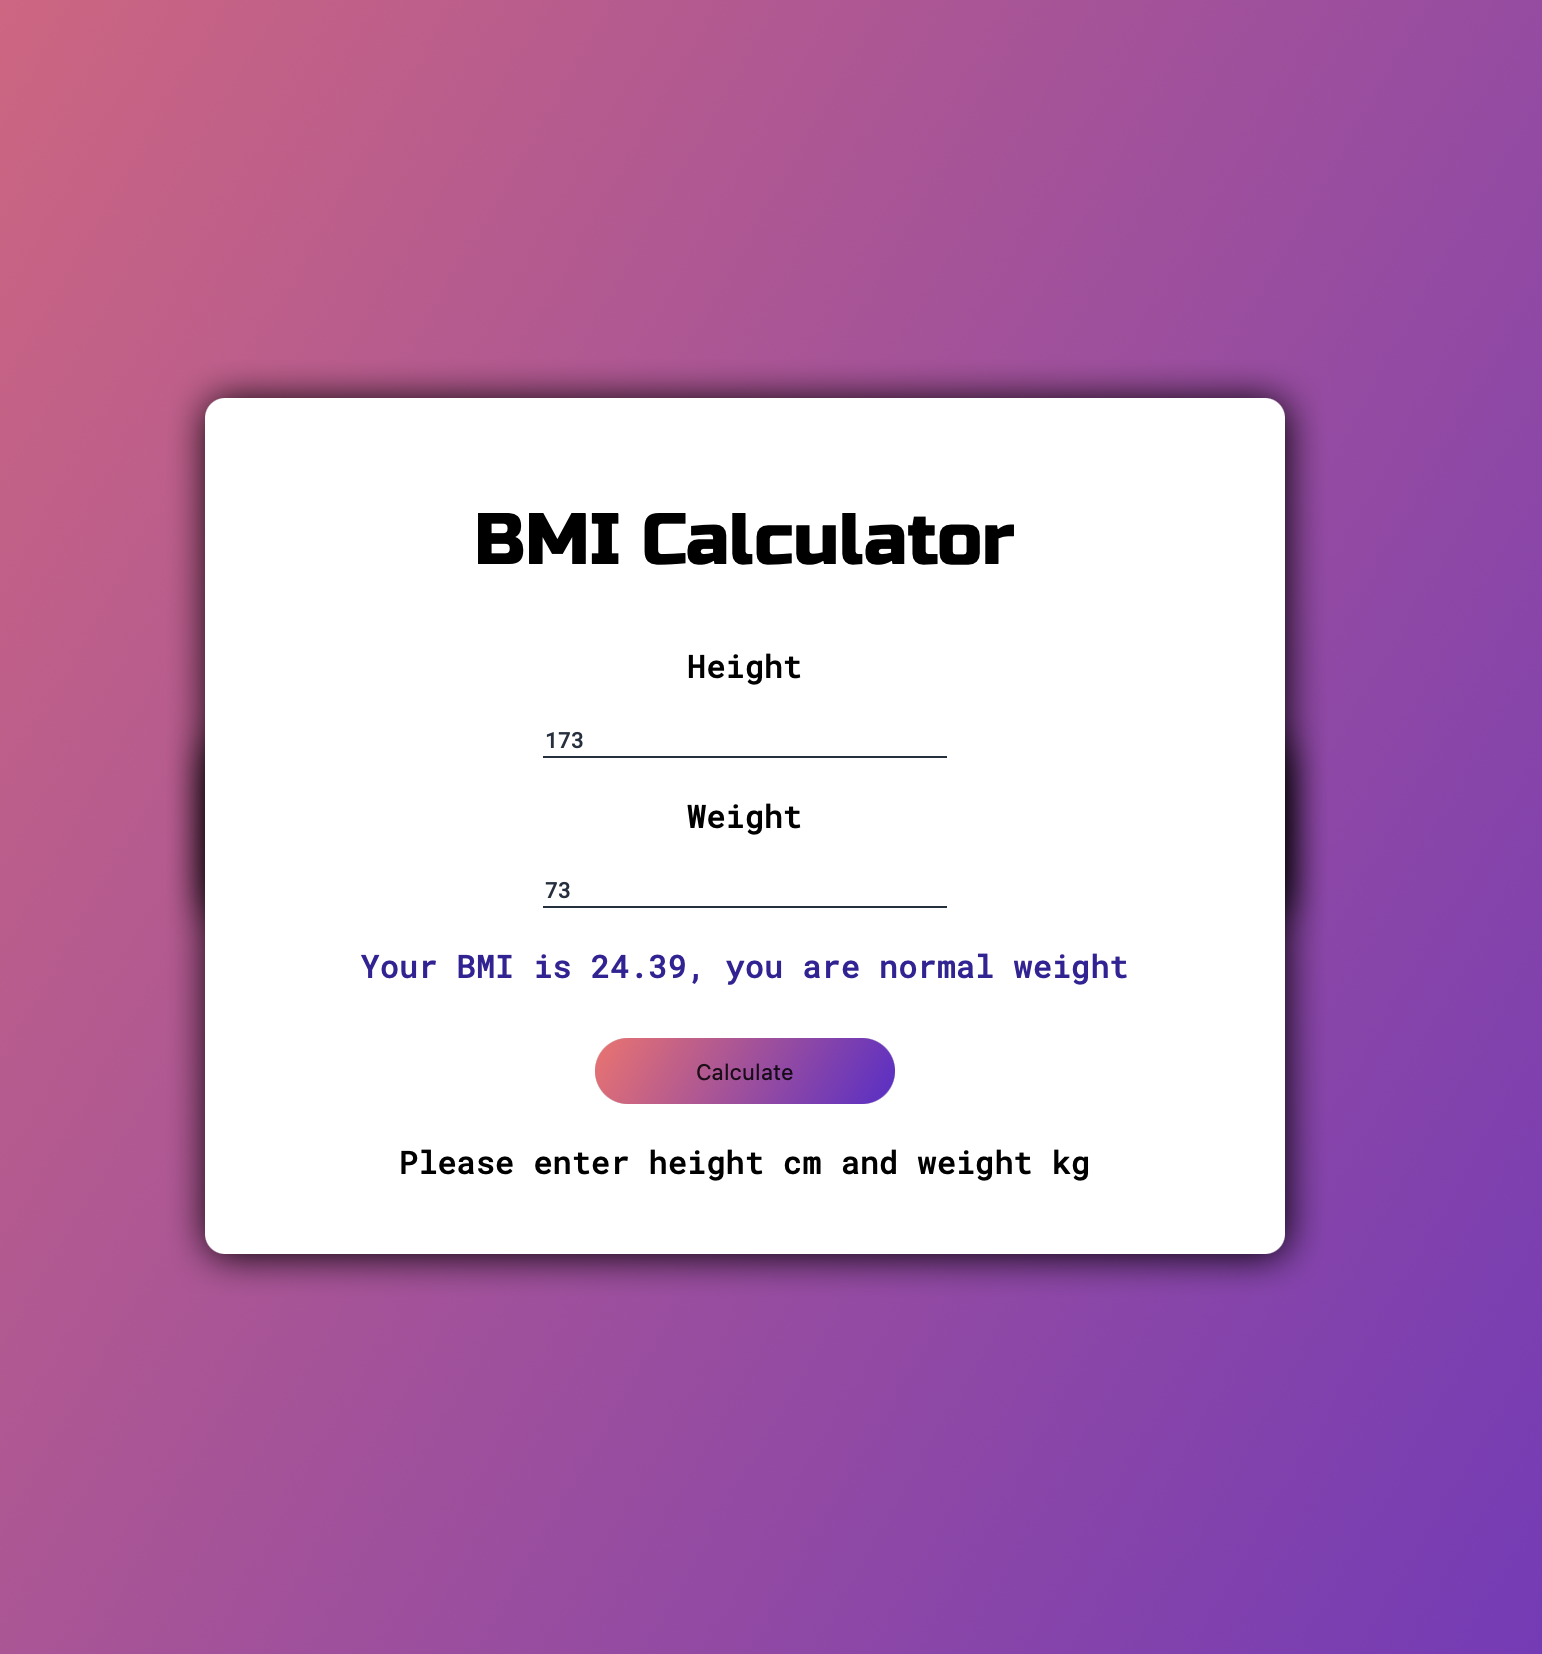 BMI Calculator
Height
173
Weight
73
Your BMI is 24.39, you are normal weight
Calculate
Please enter height cm and weight kg